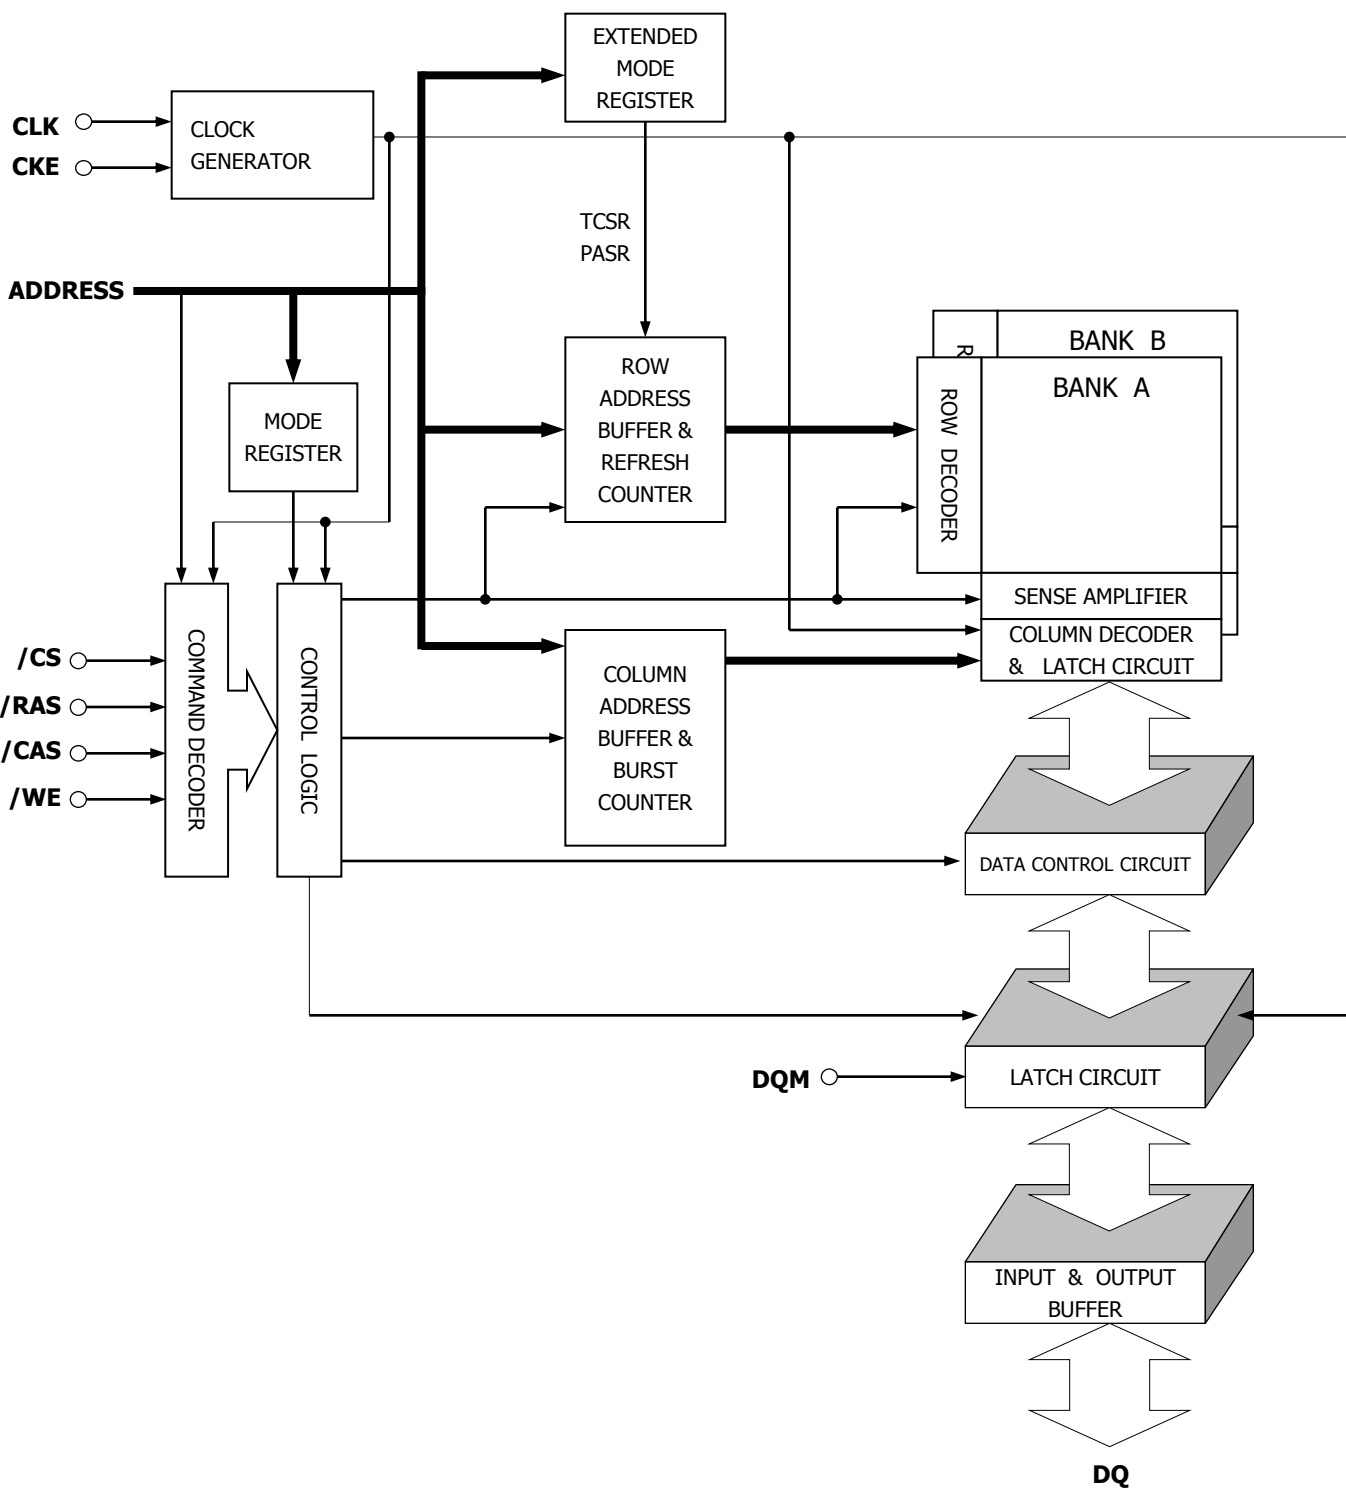 EXTENDED
MODE
REGISTER
CLK
CKE
CLOCK
GENERATOR
TCSR
PASR
ADDRESS
MODE
REGISTER
ROW
ADDRESS
BUFFER &
REFRESH
COUNTER
R
BANK B
BANK A
ROW DECODER
SENSE AMPLIFIER
COLUMN DECODER
& LATCH CIRCUIT
/CS
/RAS
/CAS
/WE
COMMAND DECODER
CONTROL LOGIC
COLUMN
ADDRESS
BUFFER &
BURST
COUNTER
DATA CONTROL CIRCUIT
DQM
LATCH CIRCUIT
INPUT & OUTPUT
BUFFER
DQ